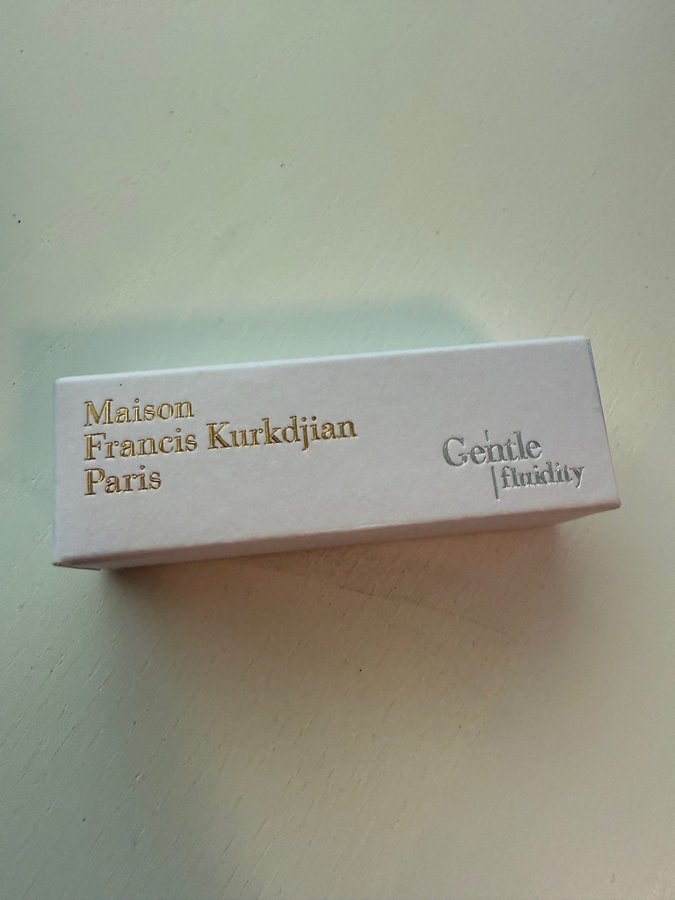 Maison
Francis Kurkdjian
Paris
Gentle
fluidity